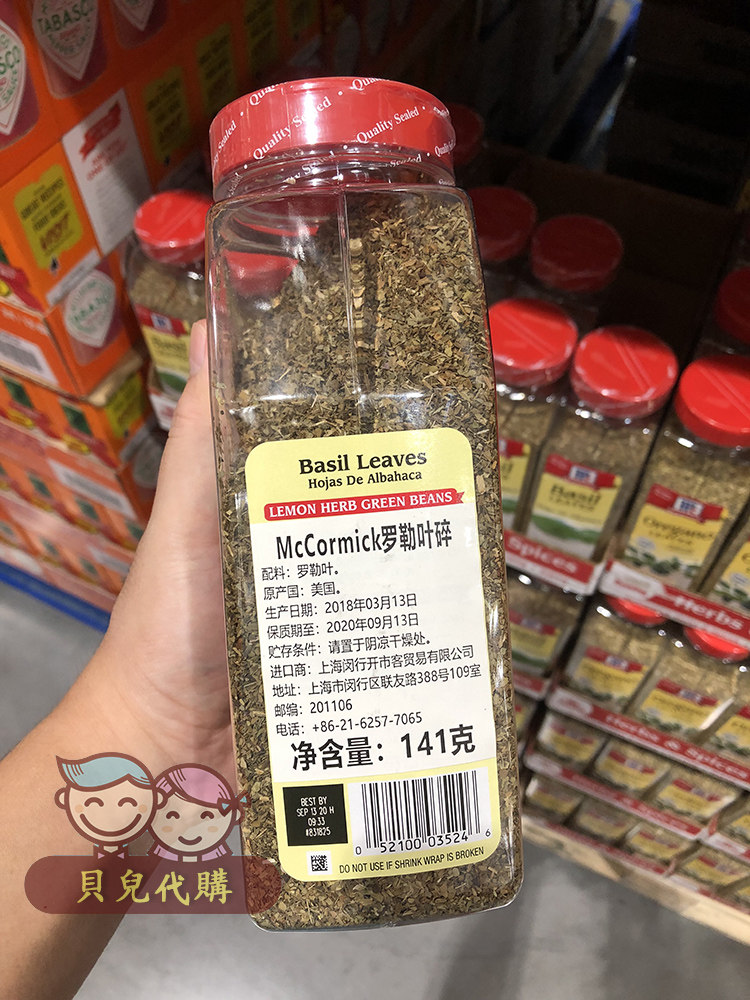 TABASCO
Quality Sealed
Quality Sealed
Basil Leaves
Hojas De Albahaca
LEMON HERB GREEN BEANS
McCormick罗勒叶碎
配料：罗勒叶。
原产国：美国。
生产日期：2018年03月13日
保质期至：2020年09月13日
贮存条件：请置于阴凉干燥处。
进口商：上海闵行开市客贸易有限公司
地址：上海市闵行区联友路388号109室
邮编：201106
电话：+86-21-6257-7065
净含量：141克
BEST BY
SEP 13 20 H
09:33
#831825
0 52100 03524 6
DO NOT USE IF SHRINK WRAP IS BROKEN
貝兒代購
Basil
Oregano
Spices
Herbs
Herbs & Spices